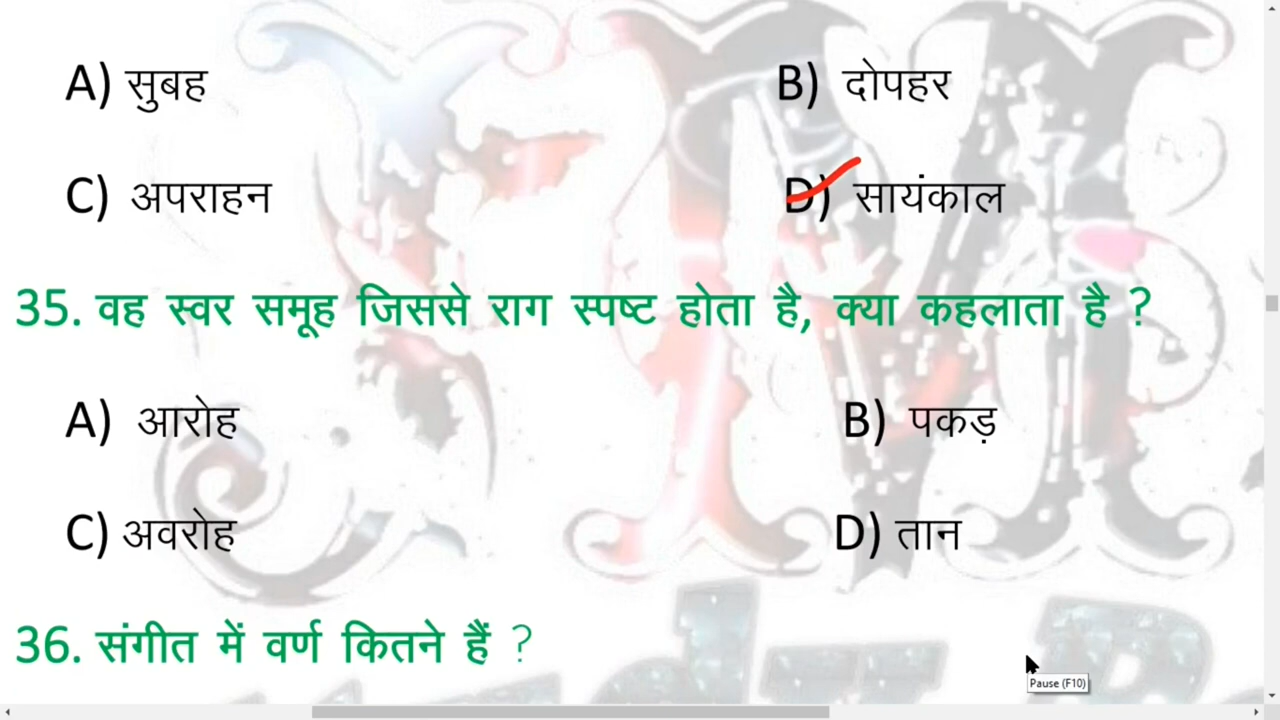 A) सुबह B) दोपहर
C) अपराहन D) सायंकाल
35. वह स्वर समूह जिससे राग स्पष्ट होता है, क्या कहलाता है ?
A) आरोह B) पकड़
C) अवरोह D) तान
36. संगीत में वर्ण कितने हैं ?
Pause (F10)